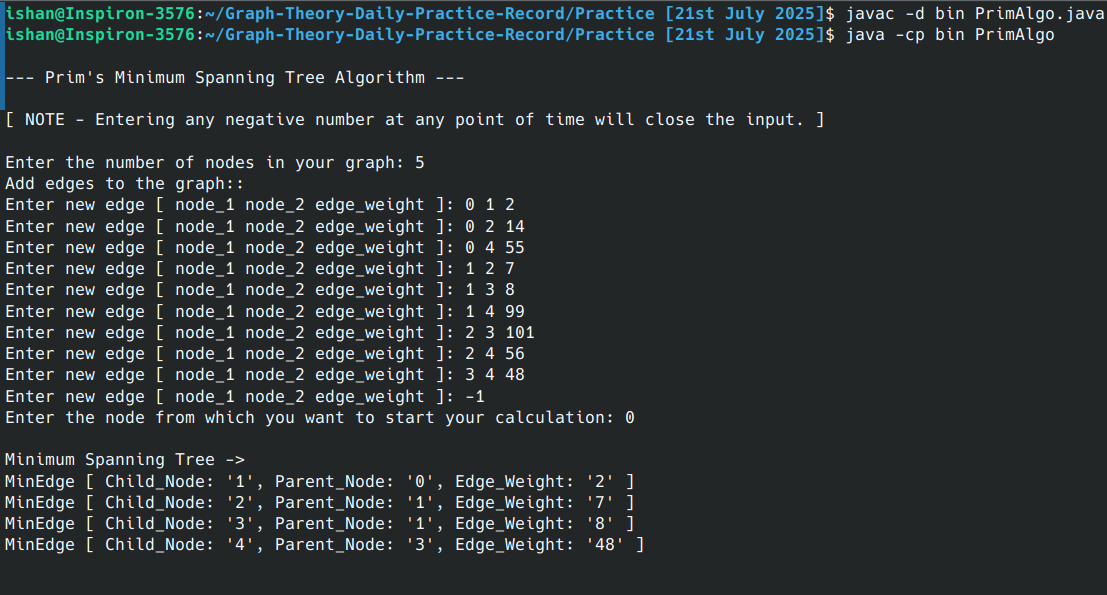 ishan@Inspiron-3576:~/Graph-Theory-Daily-Practice-Record/Practice [21st July 2025]$ javac -d bin PrimAlgo.java
ishan@Inspiron-3576:~/Graph-Theory-Daily-Practice-Record/Practice [21st July 2025]$ java -cp bin PrimAlgo
--- Prim's Minimum Spanning Tree Algorithm ---
[ NOTE - Entering any negative number at any point of time will close the input. ]
Enter the number of nodes in your graph: 5
Add edges to the graph::
Enter new edge [ node_1 node_2 edge_weight ]: 0 1 2
Enter new edge [ node_1 node_2 edge_weight ]: 0 2 14
Enter new edge [ node_1 node_2 edge_weight ]: 0 4 55
Enter new edge [ node_1 node_2 edge_weight ]: 1 2 7
Enter new edge [ node_1 node_2 edge_weight ]: 1 3 8
Enter new edge [ node_1 node_2 edge_weight ]: 1 4 99
Enter new edge [ node_1 node_2 edge_weight ]: 2 3 101
Enter new edge [ node_1 node_2 edge_weight ]: 2 4 56
Enter new edge [ node_1 node_2 edge_weight ]: 3 4 48
Enter new edge [ node_1 node_2 edge_weight ]: -1
Enter the node from which you want to start your calculation: 0
Minimum Spanning Tree ->
MinEdge [ Child_Node: '1', Parent_Node: '0', Edge_Weight: '2' ]
MinEdge [ Child_Node: '2', Parent_Node: '1', Edge_Weight: '7' ]
MinEdge [ Child_Node: '3', Parent_Node: '1', Edge_Weight: '8' ]
MinEdge [ Child_Node: '4', Parent_Node: '3', Edge_Weight: '48' ]